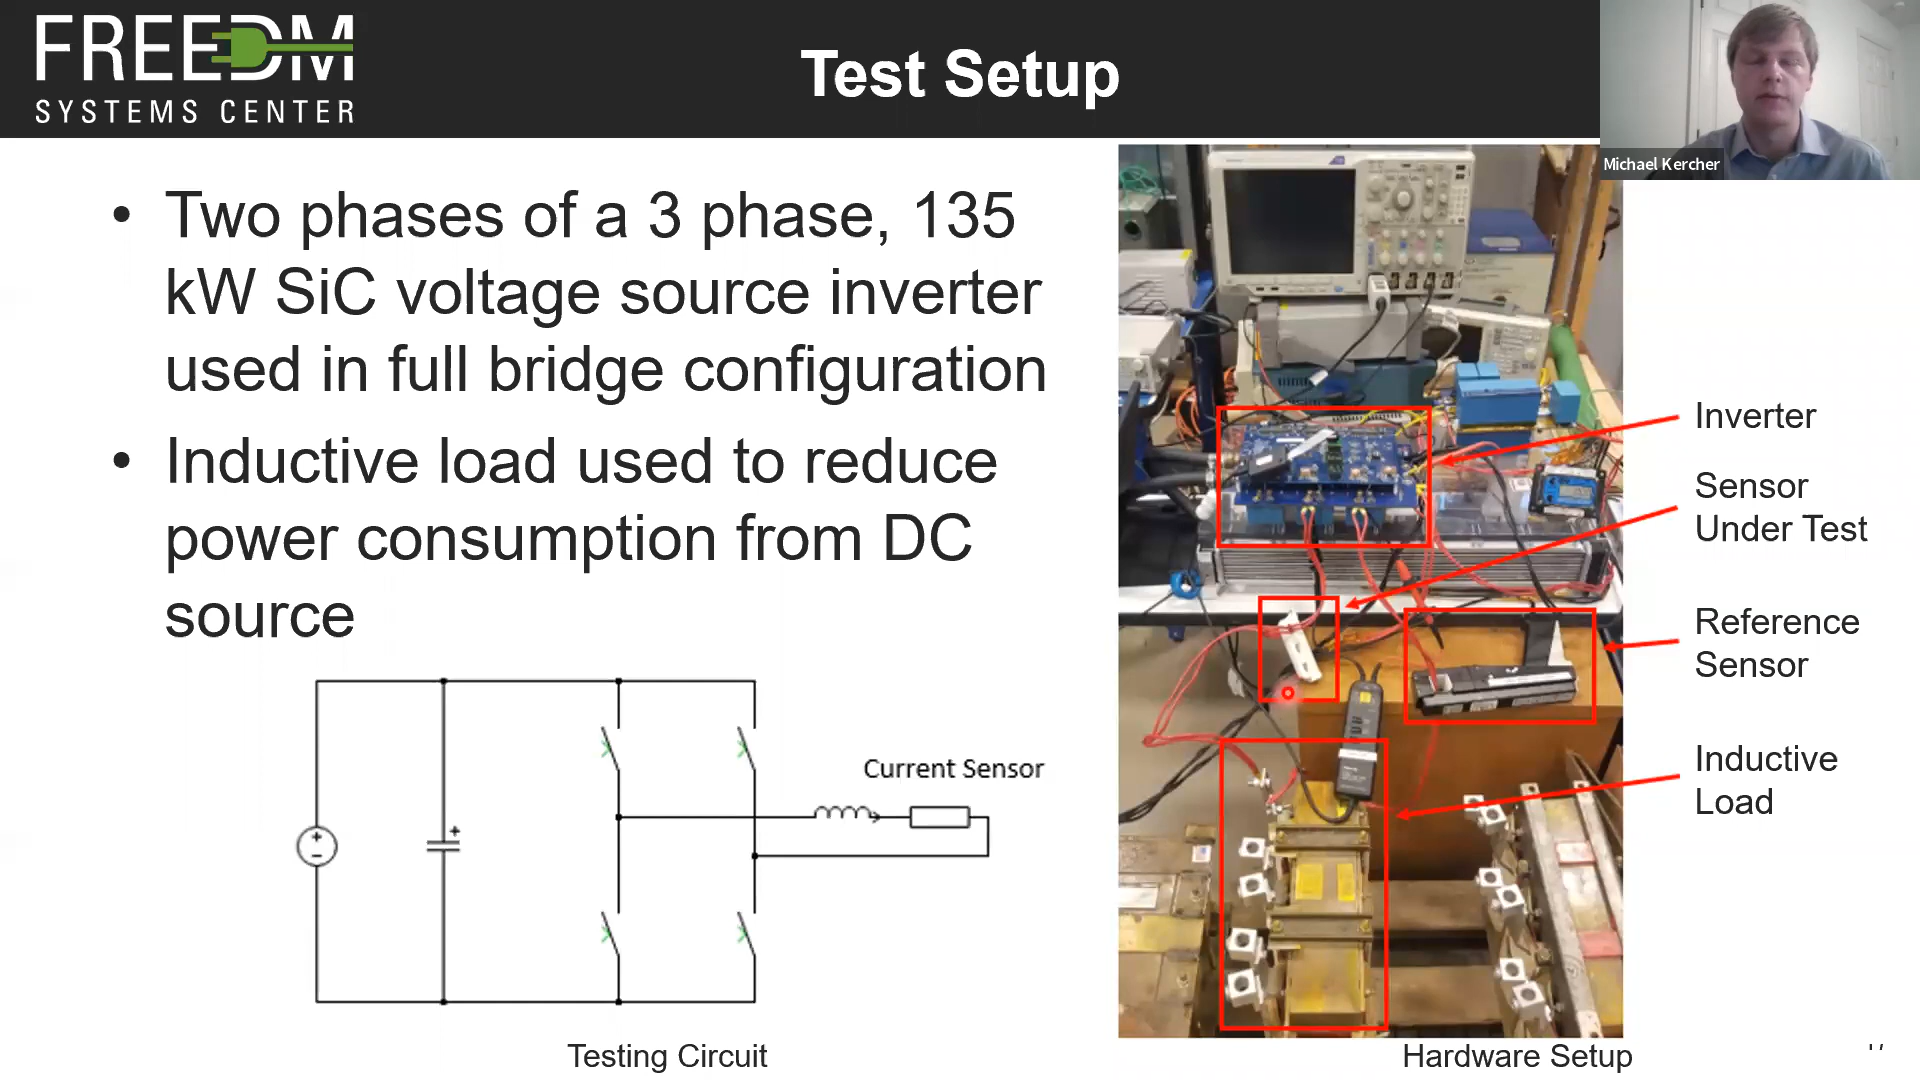 FREEDM
SYSTEMS CENTER
Test Setup
Michael Kercher
• Two phases of a 3 phase, 135
kW SiC voltage source inverter
used in full bridge configuration
• Inductive load used to reduce
power consumption from DC
source
Current Sensor
Testing Circuit
Inverter
Sensor
Under Test
Reference
Sensor
Inductive
Load
Hardware Setup